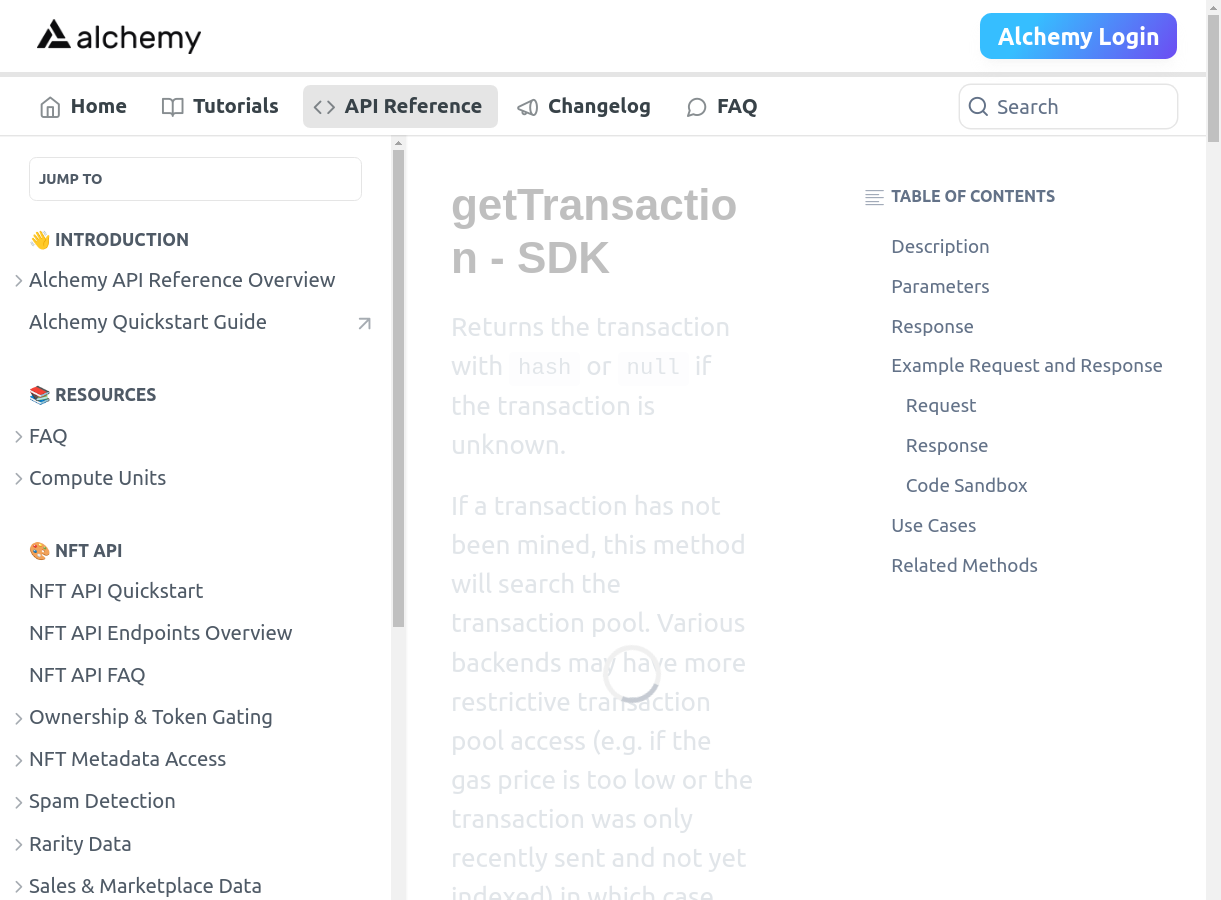 alchemy
Alchemy Login
Home
Tutorials
API Reference
Changelog
FAQ
Search
JUMP TO
👋 INTRODUCTION
Alchemy API Reference Overview
Alchemy Quickstart Guide
📚 RESOURCES
FAQ
Compute Units
🎨 NFT API
NFT API Quickstart
NFT API Endpoints Overview
NFT API FAQ
Ownership & Token Gating
NFT Metadata Access
Spam Detection
Rarity Data
Sales & Marketplace Data
getTransactio
n - SDK
Returns the transaction
with hash or null if
the transaction is
unknown.
If a transaction has not
been mined, this method
will search the
transaction pool. Various
backends may have more
restrictive transaction
pool access (e.g. if the
gas price is too low or the
transaction was only
recently sent and not yet
indexed) in which case
TABLE OF CONTENTS
Description
Parameters
Response
Example Request and Response
Request
Response
Code Sandbox
Use Cases
Related Methods